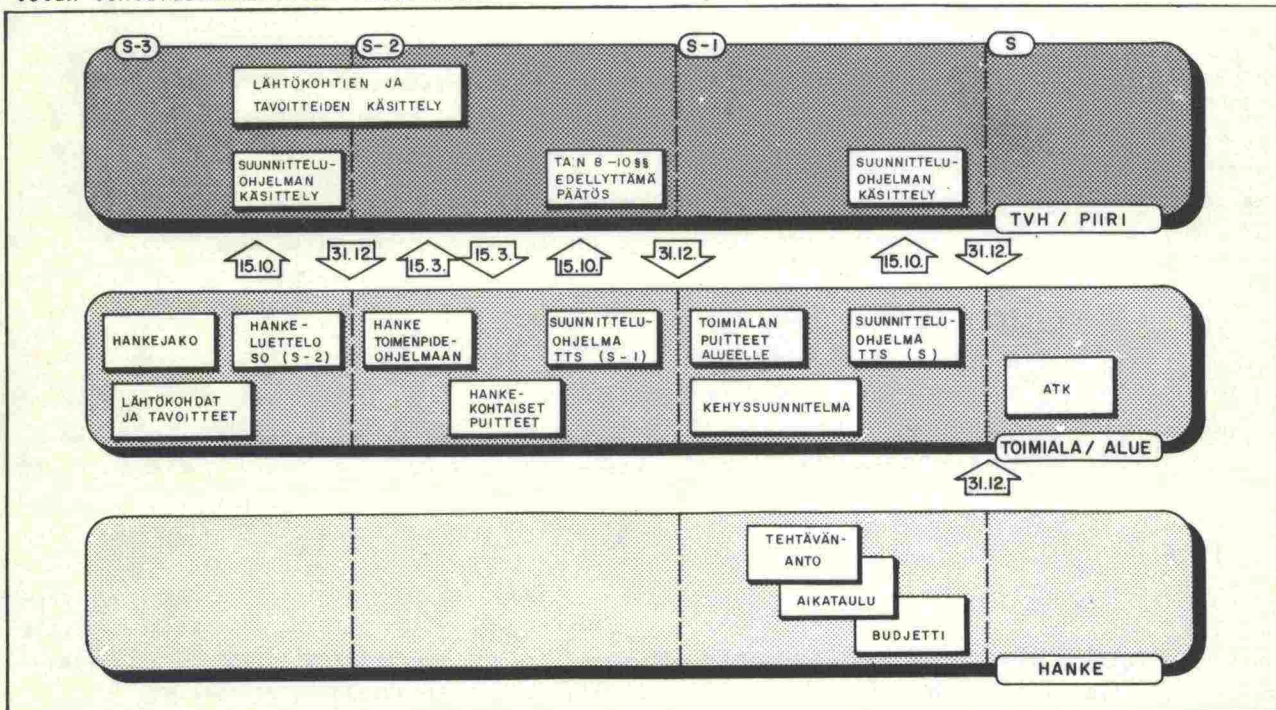 S-3
S-2
S-1
S
LÄHTÖKOHTIEN JA
TAVOITTEIDEN KÄSITTELY
SUUNNITTELU-
OHJELMAN
KÄSITTELY
TA:N 8-10 §§
EDELLYTTÄMÄ
PÄÄTÖS
SUUNNITTELU-
OHJELMAN
KÄSITTELY
TVH / PIIRI
15.10.
31.12.
15.3.
15.3.
15.10.
31.12.
15.10.
31.12.
HANKEJAKO
HANKE-
LUETTELO
SO (S-2)
HANKE
TOIMENPIDE-
OHJELMAAN
SUUNNITTELU-
OHJELMA
TTS (S-1)
TOIMIALAN
PUITTEET
ALUEELLE
SUUNNITTELU-
OHJELMA
TTS (S)
LÄHTÖKOHDAT
JA TAVOITTEET
HANKE-
KOHTAISET
PUITTEET
KEHYSSUUNNITELMA
ATK
TOIMIALA / ALUE
31.12.
TEHTÄVÄN-
ANTO
AIKATAULU
BUDJETTI
HANKE